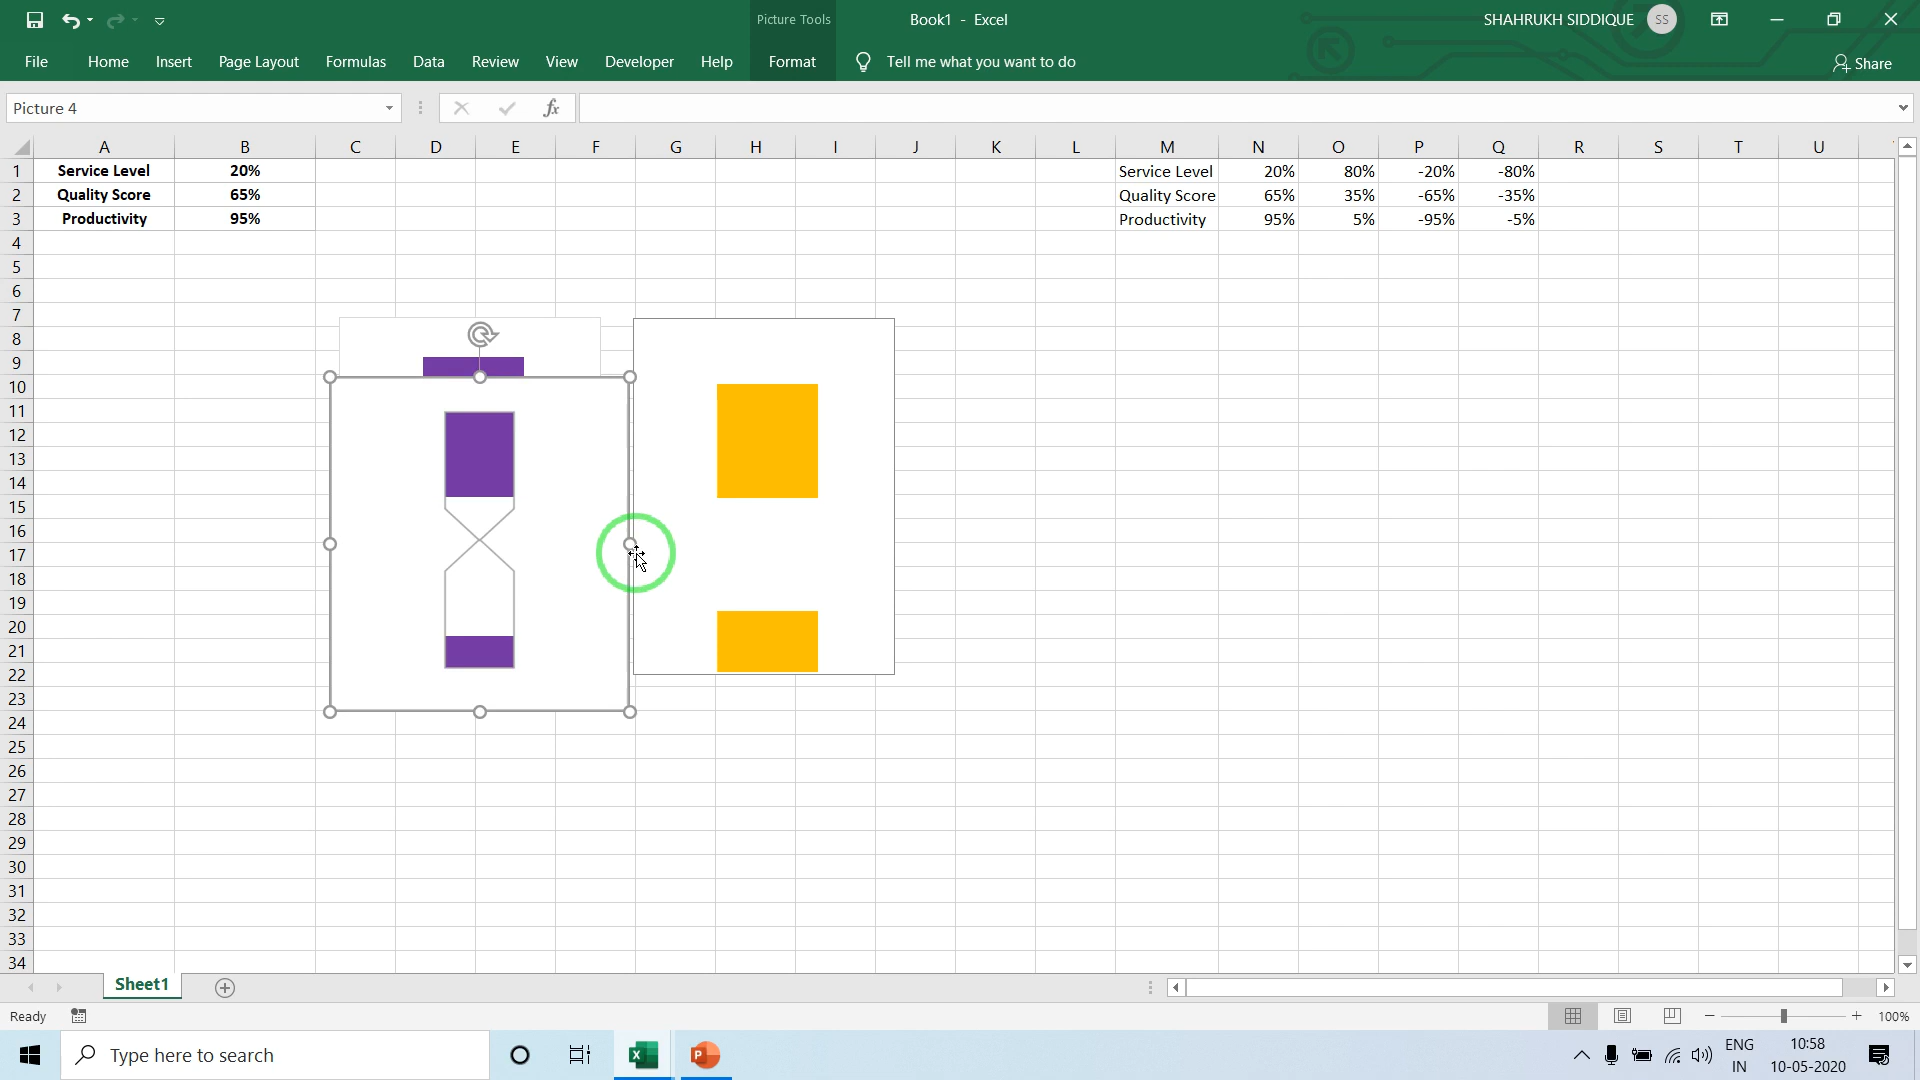 Picture Tools
Book1 - Excel
SHAHRUKH SIDDIQUE SS
File Home Insert Page Layout Formulas Data Review View Developer Help Format Tell me what you want to do Share
Picture 4 fx
A B C D E F G H I J K L M N O P Q R S T U
1 Service Level 20% Service Level 20% 80% -20% -80%
2 Quality Score 65% Quality Score 65% 35% -65% -35%
3 Productivity 95% Productivity 95% 5% -95% -5%
4
5
6
7
8
9
10
11
12
13
14
15
16
17
18
19
20
21
22
23
24
25
26
27
28
29
30
31
32
33
34
Sheet1
Ready 100%
Type here to search
ENG 10:58
IN 10-05-2020